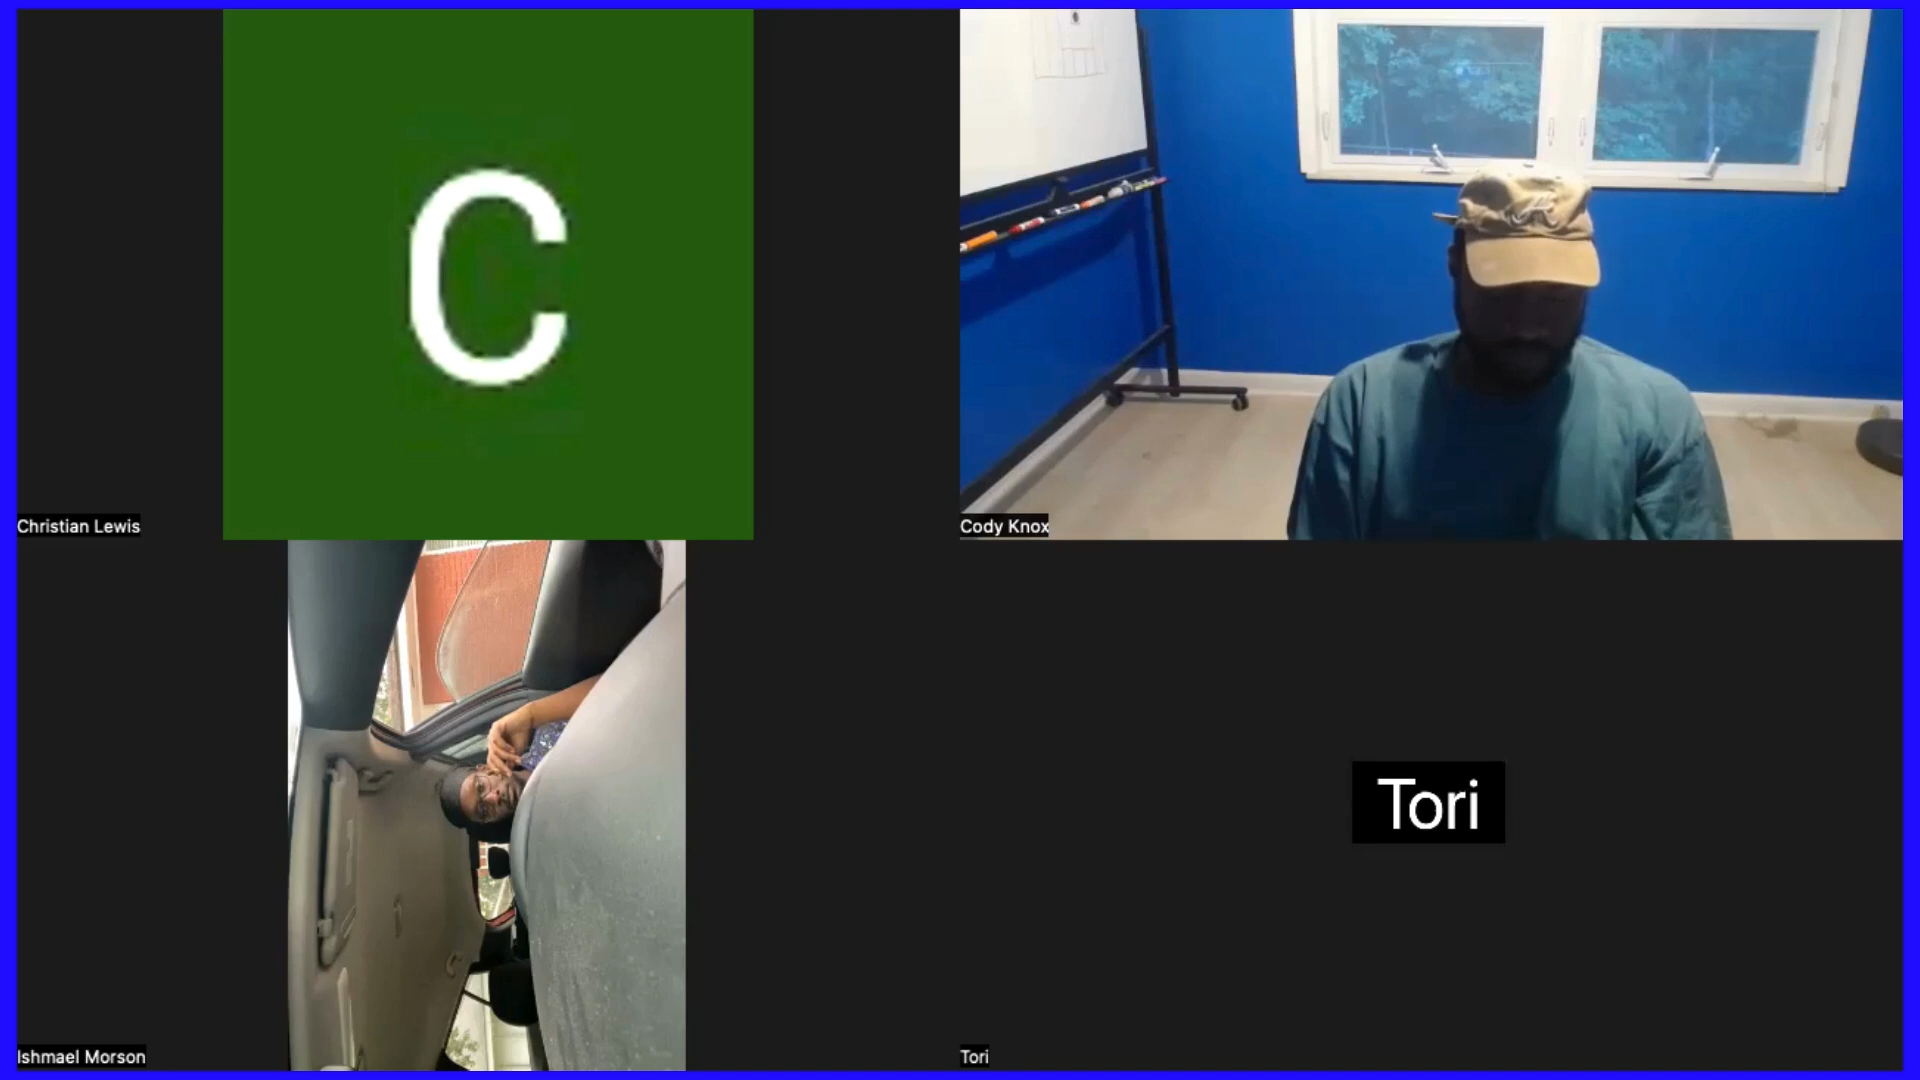 C
Christian Lewis
A
Cody Knox
Ishmael Morson
Tori
Tori